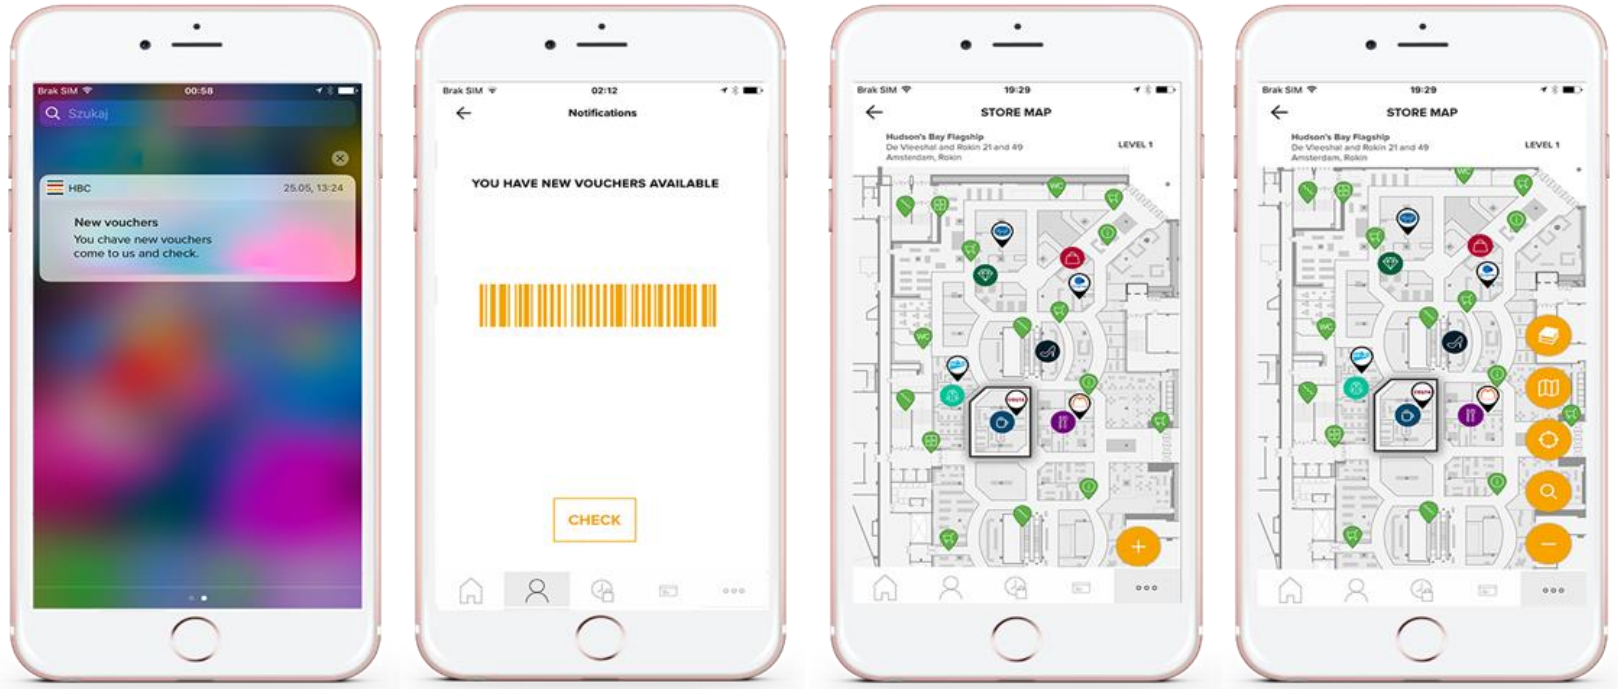 Brak SIM 00:58
Szukaj
HBC 25.05, 13:24
New vouchers
You chave new vouchers
come to us and check.
Brak SIM 02:12
Notifications
YOU HAVE NEW VOUCHERS AVAILABLE
CHECK
Brak SIM 19:29
STORE MAP
Hudson's Bay Flagship
De Vleeshal and Rokin 21 and 49
Amsterdam, Rokin
LEVEL 1
WC
WC
COSTA
Brak SIM 19:29
STORE MAP
Hudson's Bay Flagship
De Vleeshal and Rokin 21 and 49
Amsterdam, Rokin
LEVEL 1
WC
COSTA